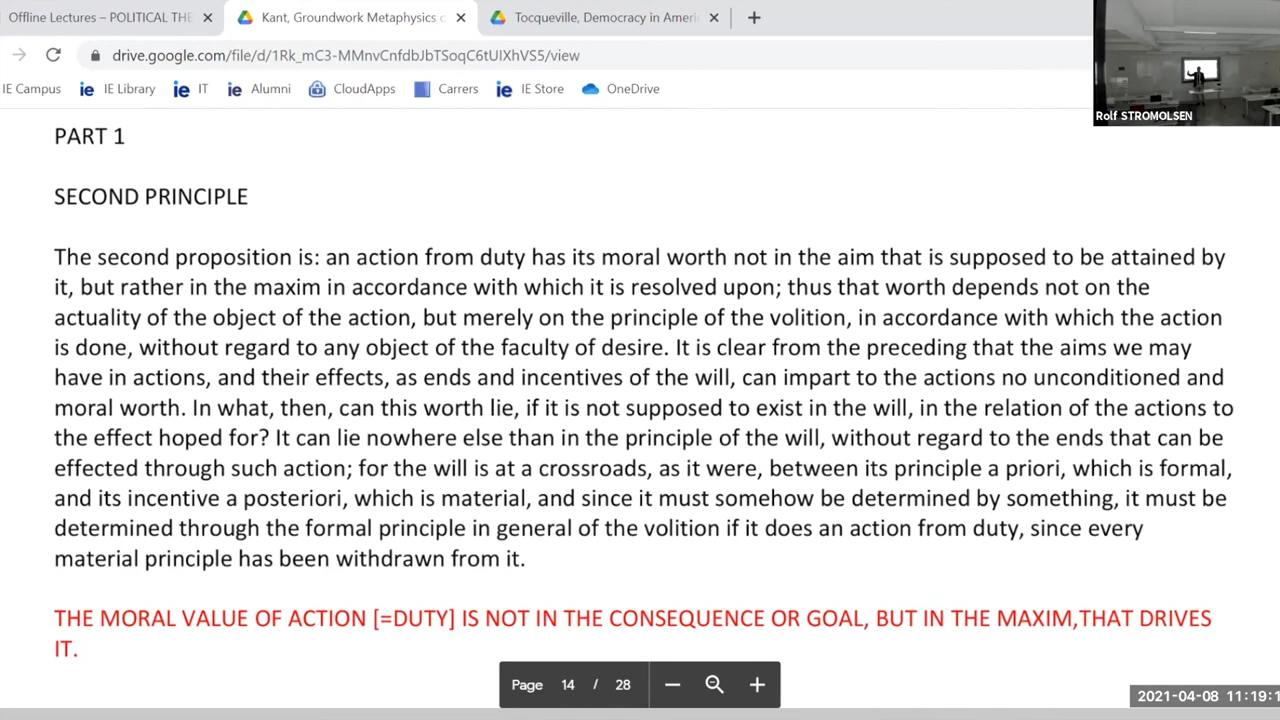 Offline Lectures – POLITICAL THE
Kant, Groundwork Metaphysics o
Tocqueville, Democracy in Ameri
drive.google.com/file/d/1Rk_mC3-MMnvCnfdbJbTSoqC6tUIXhVS5/view
IE Campus
IE Library
IT
Alumni
CloudApps
Carrers
IE Store
OneDrive
Rolf STROMOLSEN
PART 1
SECOND PRINCIPLE
The second proposition is: an action from duty has its moral worth not in the aim that is supposed to be attained by
it, but rather in the maxim in accordance with which it is resolved upon; thus that worth depends not on the
actuality of the object of the action, but merely on the principle of the volition, in accordance with which the action
is done, without regard to any object of the faculty of desire. It is clear from the preceding that the aims we may
have in actions, and their effects, as ends and incentives of the will, can impart to the actions no unconditioned and
moral worth. In what, then, can this worth lie, if it is not supposed to exist in the will, in the relation of the actions to
the effect hoped for? It can lie nowhere else than in the principle of the will, without regard to the ends that can be
effected through such action; for the will is at a crossroads, as it were, between its principle a priori, which is formal,
and its incentive a posteriori, which is material, and since it must somehow be determined by something, it must be
determined through the formal principle in general of the volition if it does an action from duty, since every
material principle has been withdrawn from it.
THE MORAL VALUE OF ACTION [=DUTY] IS NOT IN THE CONSEQUENCE OR GOAL, BUT IN THE MAXIM,THAT DRIVES
IT.
Page 14 / 28
2021-04-08 11:19:1